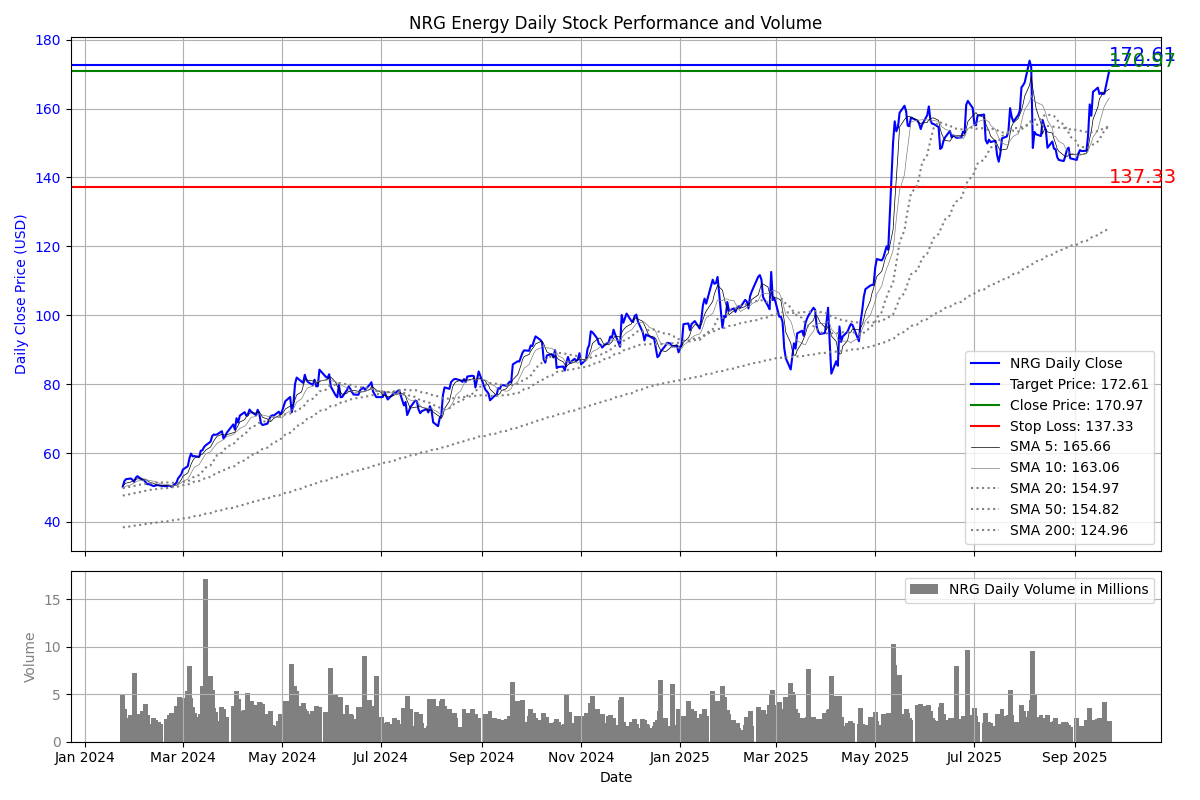 NRG Energy Daily Stock Performance and Volume
180
160
140
120
100
80
60
40
Daily Close Price (USD)
172.61
170.97
137.33
NRG Daily Close
Target Price: 172.61
Close Price: 170.97
Stop Loss: 137.33
SMA 5: 165.66
SMA 10: 163.06
SMA 20: 154.97
SMA 50: 154.82
SMA 200: 124.96
15
10
5
0
Volume
NRG Daily Volume in Millions
Jan 2024 Mar 2024 May 2024 Jul 2024 Sep 2024 Nov 2024 Jan 2025 Mar 2025 May 2025 Jul 2025 Sep 2025
Date